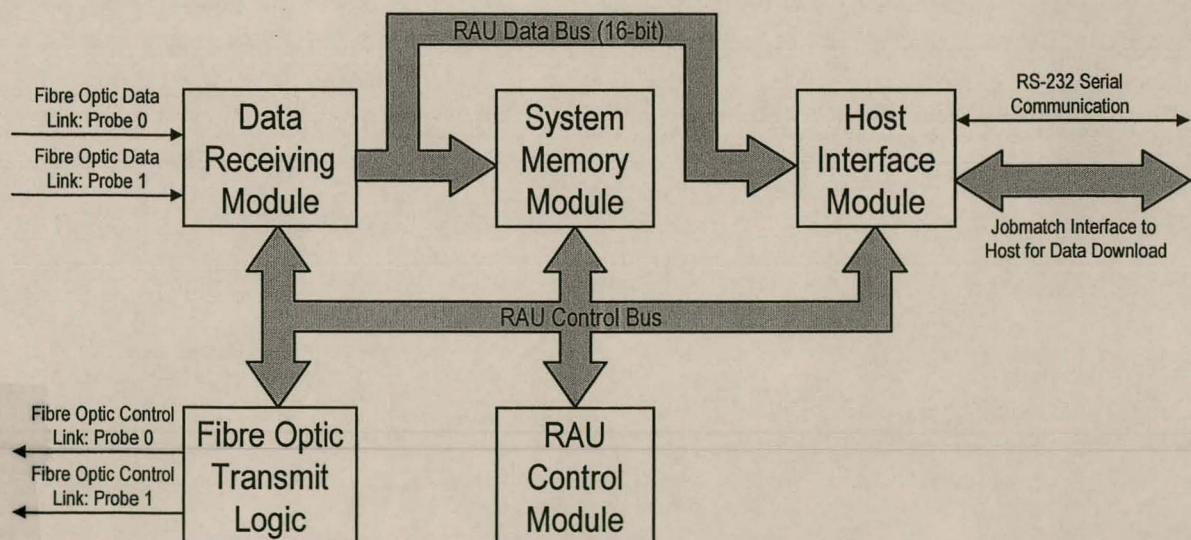 RAU Data Bus (16-bit)
Fibre Optic Data
Link: Probe 0
Fibre Optic Data
Link: Probe 1
Data
Receiving
Module
System
Memory
Module
Host
Interface
Module
RS-232 Serial
Communication
Jobmatch Interface to
Host for Data Download
RAU Control Bus
Fibre Optic Control
Link: Probe 0
Fibre Optic Control
Link: Probe 1
Fibre Optic
Transmit
Logic
RAU
Control
Module